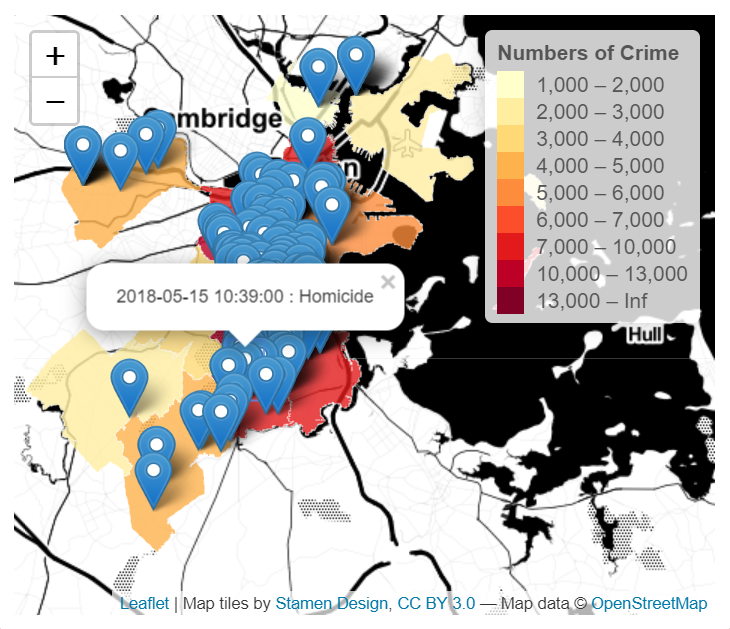 +
−
Numbers of Crime
1,000 – 2,000
2,000 – 3,000
3,000 – 4,000
4,000 – 5,000
5,000 – 6,000
6,000 – 7,000
7,000 – 10,000
10,000 – 13,000
13,000 – Inf
mbridge
n
×
2018-05-15 10:39:00 : Homicide
Hull
Leaflet | Map tiles by Stamen Design, CC BY 3.0 — Map data © OpenStreetMap